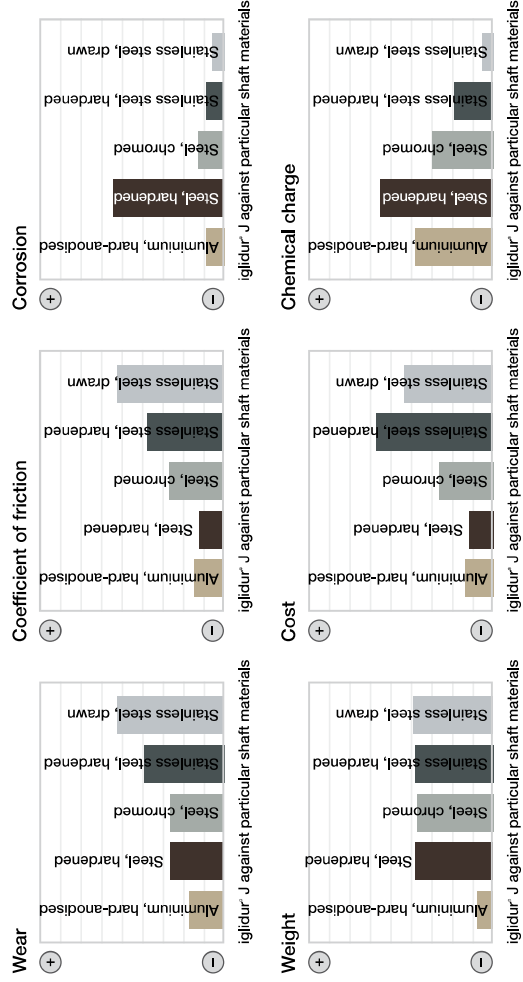 Wear
+
−
Aluminium, hard-anodised
Steel, hardened
Steel, chromed
Stainless steel, hardened
Stainless steel, drawn
iglidur® J against particular shaft materials
Coefficient of friction
+
−
Aluminium, hard-anodised
Steel, hardened
Steel, chromed
Stainless steel, hardened
Stainless steel, drawn
iglidur® J against particular shaft materials
Corrosion
+
−
Aluminium, hard-anodised
Steel, hardened
Steel, chromed
Stainless steel, hardened
Stainless steel, drawn
iglidur® J against particular shaft materials
Weight
+
−
Aluminium, hard-anodised
Steel, hardened
Steel, chromed
Stainless steel, hardened
Stainless steel, drawn
iglidur® J against particular shaft materials
Cost
+
−
Aluminium, hard-anodised
Steel, hardened
Steel, chromed
Stainless steel, hardened
Stainless steel, drawn
iglidur® J against particular shaft materials
Chemical charge
+
−
Aluminium, hard-anodised
Steel, hardened
Steel, chromed
Stainless steel, hardened
Stainless steel, drawn
iglidur® J against particular shaft materials